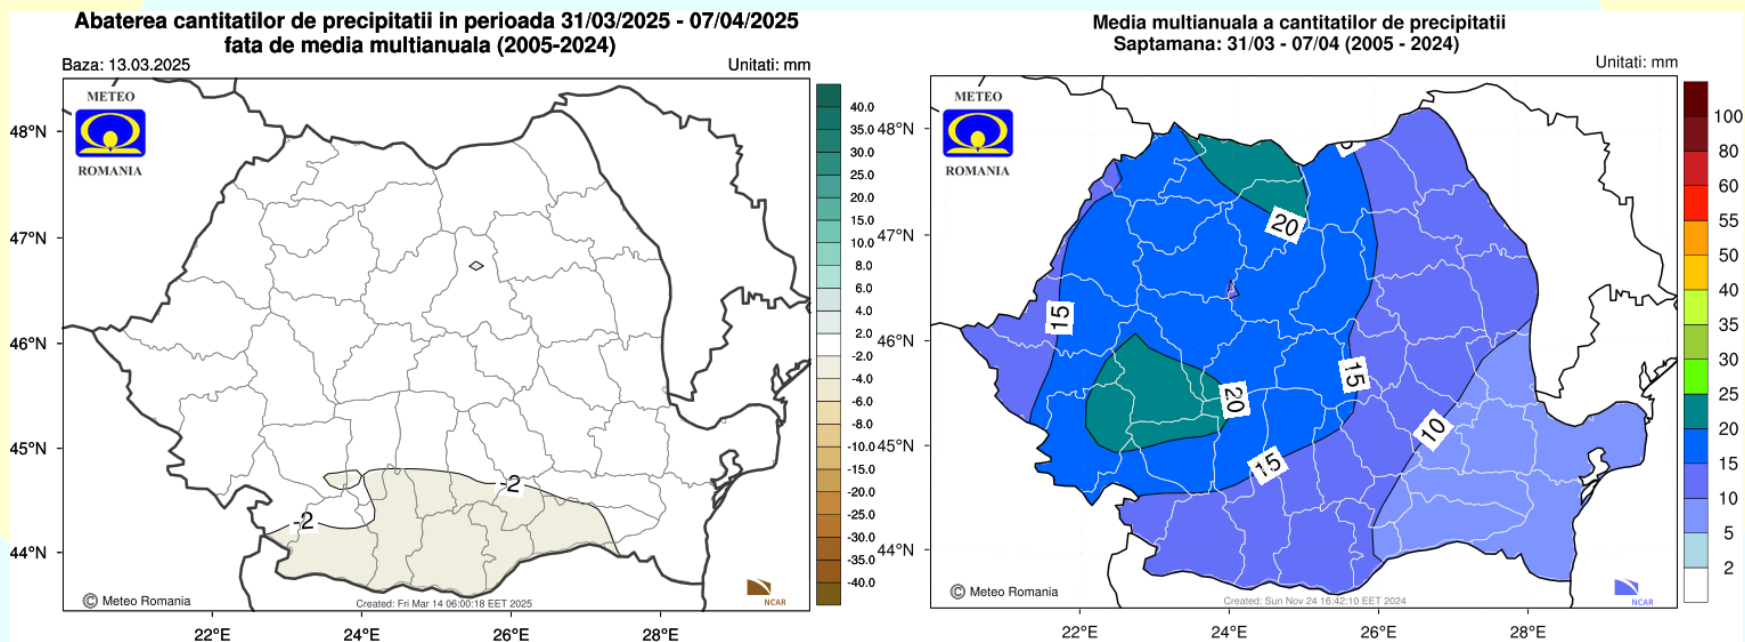 Abaterea cantitatilor de precipitatii in perioada 31/03/2025 - 07/04/2025
fata de media multianuala (2005-2024)
Baza: 13.03.2025
Unitati: mm
METEO
ROMANIA
48°N
47°N
46°N
45°N
44°N
22°E
24°E
26°E
28°E
-2
-2
40.0
35.0
30.0
25.0
20.0
15.0
10.0
8.0
6.0
4.0
2.0
-2.0
-4.0
-6.0
-8.0
-10.0
-15.0
-20.0
-25.0
-30.0
-35.0
-40.0
© Meteo Romania
Created: Fri Mar 14 06:00:18 EET 2025
NCAR
Media multianuala a cantitatilor de precipitatii
Saptamana: 31/03 - 07/04 (2005 - 2024)
Unitati: mm
METEO
ROMANIA
48°N
47°N
46°N
45°N
44°N
22°E
24°E
26°E
28°E
20
15
15
20
10
15
100
80
60
55
50
40
35
30
25
20
15
10
5
2
© Meteo Romania
Created: Sun Nov 24 16:42:10 EET 2024
NCAR